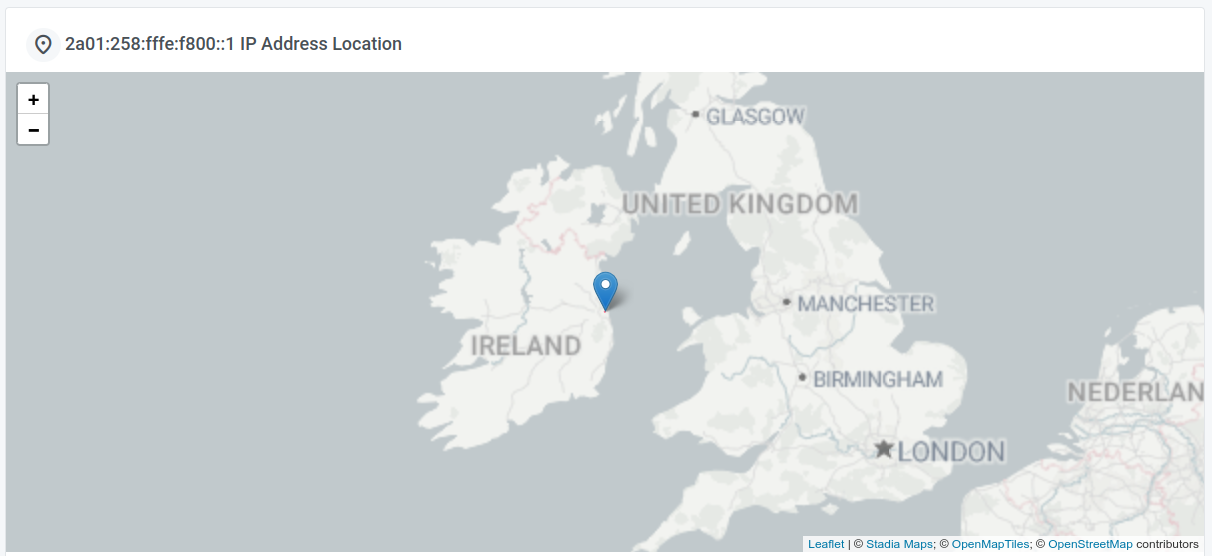 2a01:258:fffe:f800::1 IP Address Location
+
−
GLASGOW
UNITED KINGDOM
MANCHESTER
IRELAND
BIRMINGHAM
NEDERLAN
LONDON
Leaflet | © Stadia Maps; © OpenMapTiles; © OpenStreetMap contributors